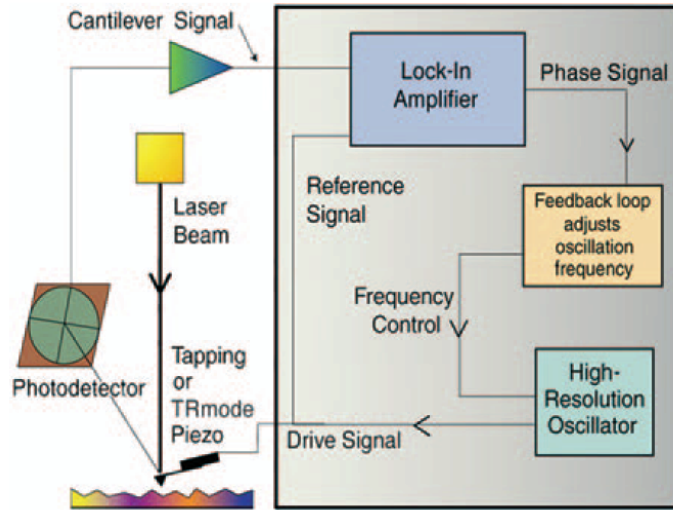 Cantilever Signal
Lock-In
Amplifier
Phase Signal
Laser
Beam
Reference
Signal
Feedback loop
adjusts
oscillation
frequency
Frequency
Control
Photodetector
Tapping
or
TRmode
Piezo
High-
Resolution
Oscillator
Drive Signal